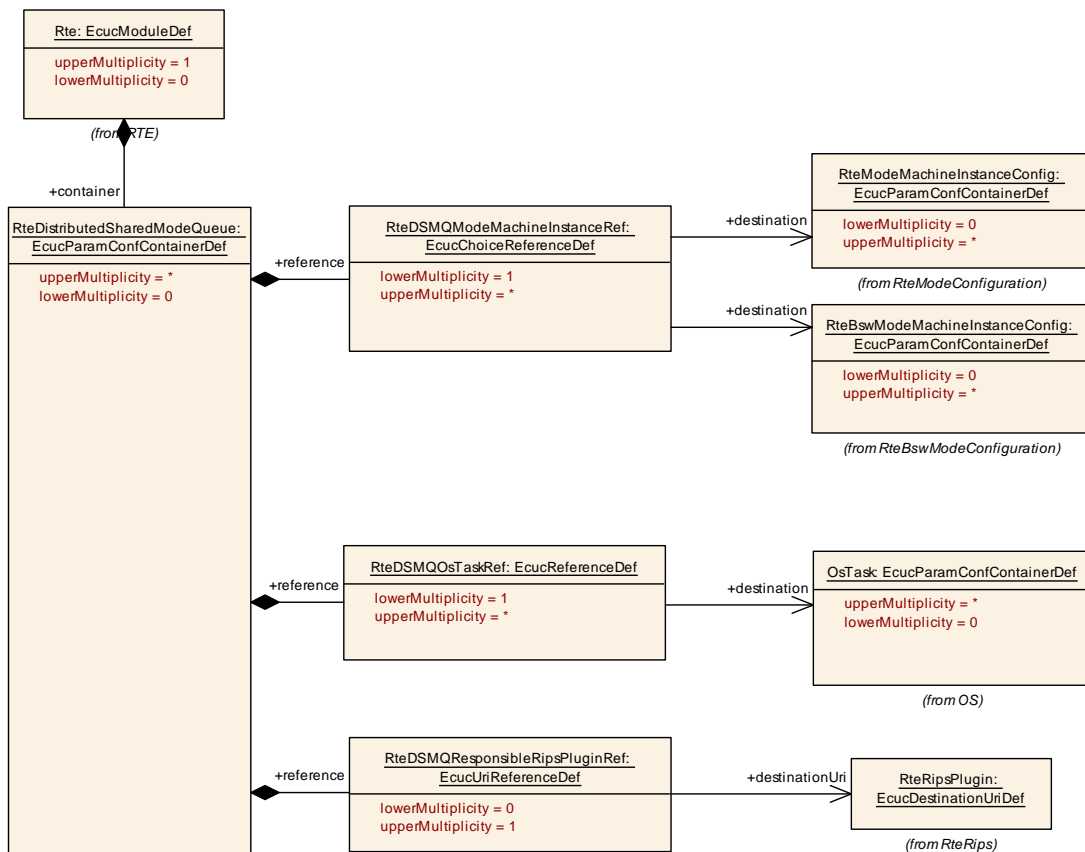 Rte: EcucModuleDef
upperMultiplicity = 1
lowerMultiplicity = 0
(from RTE)
+container
RteDistributedSharedModeQueue:
EcucParamConfContainerDef
upperMultiplicity = *
lowerMultiplicity = 0
+reference
RteDSMQModeMachineInstanceRef:
EcucChoiceReferenceDef
lowerMultiplicity = 1
upperMultiplicity = *
+destination
RteModeMachineInstanceConfig:
EcucParamConfContainerDef
lowerMultiplicity = 0
upperMultiplicity = *
(from RteModeConfiguration)
+destination
RteBswModeMachineInstanceConfig:
EcucParamConfContainerDef
lowerMultiplicity = 0
upperMultiplicity = *
(from RteBswModeConfiguration)
+reference
RteDSMQOsTaskRef: EcucReferenceDef
lowerMultiplicity = 1
upperMultiplicity = *
+destination
OsTask: EcucParamConfContainerDef
upperMultiplicity = *
lowerMultiplicity = 0
(from OS)
+reference
RteDSMQResponsibleRipsPluginRef:
EcucUriReferenceDef
lowerMultiplicity = 0
upperMultiplicity = 1
+destinationUri
RteRipsPlugin:
EcucDestinationUriDef
(from RteRips)